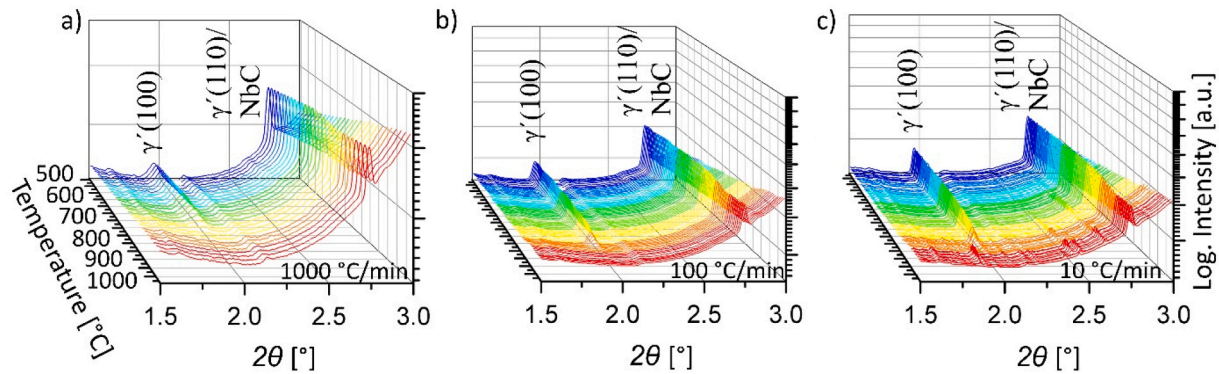 a)
γ´(100)
γ´(110)/
NbC
500
600
700
800
900
1000
Temperature [°C]
1000 °C/min
1.5 2.0 2.5 3.0
2θ [°]
b)
γ´(100)
γ´(110)/
NbC
100 °C/min
1.5 2.0 2.5 3.0
2θ [°]
c)
γ´(100)
γ´(110)/
NbC
10 °C/min
1.5 2.0 2.5 3.0
2θ [°]
Log. Intensity [a.u.]